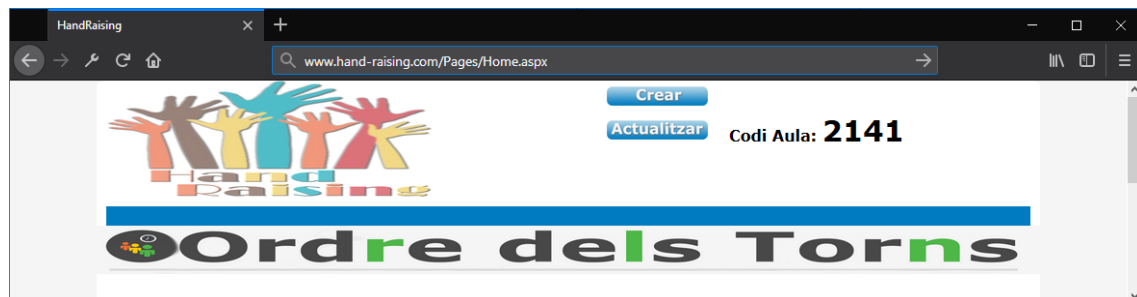 HandRaising
www.hand-raising.com/Pages/Home.aspx
Crear
Actualitzar
Codi Aula: 2141
Hand
Raising
Ordre dels Torns